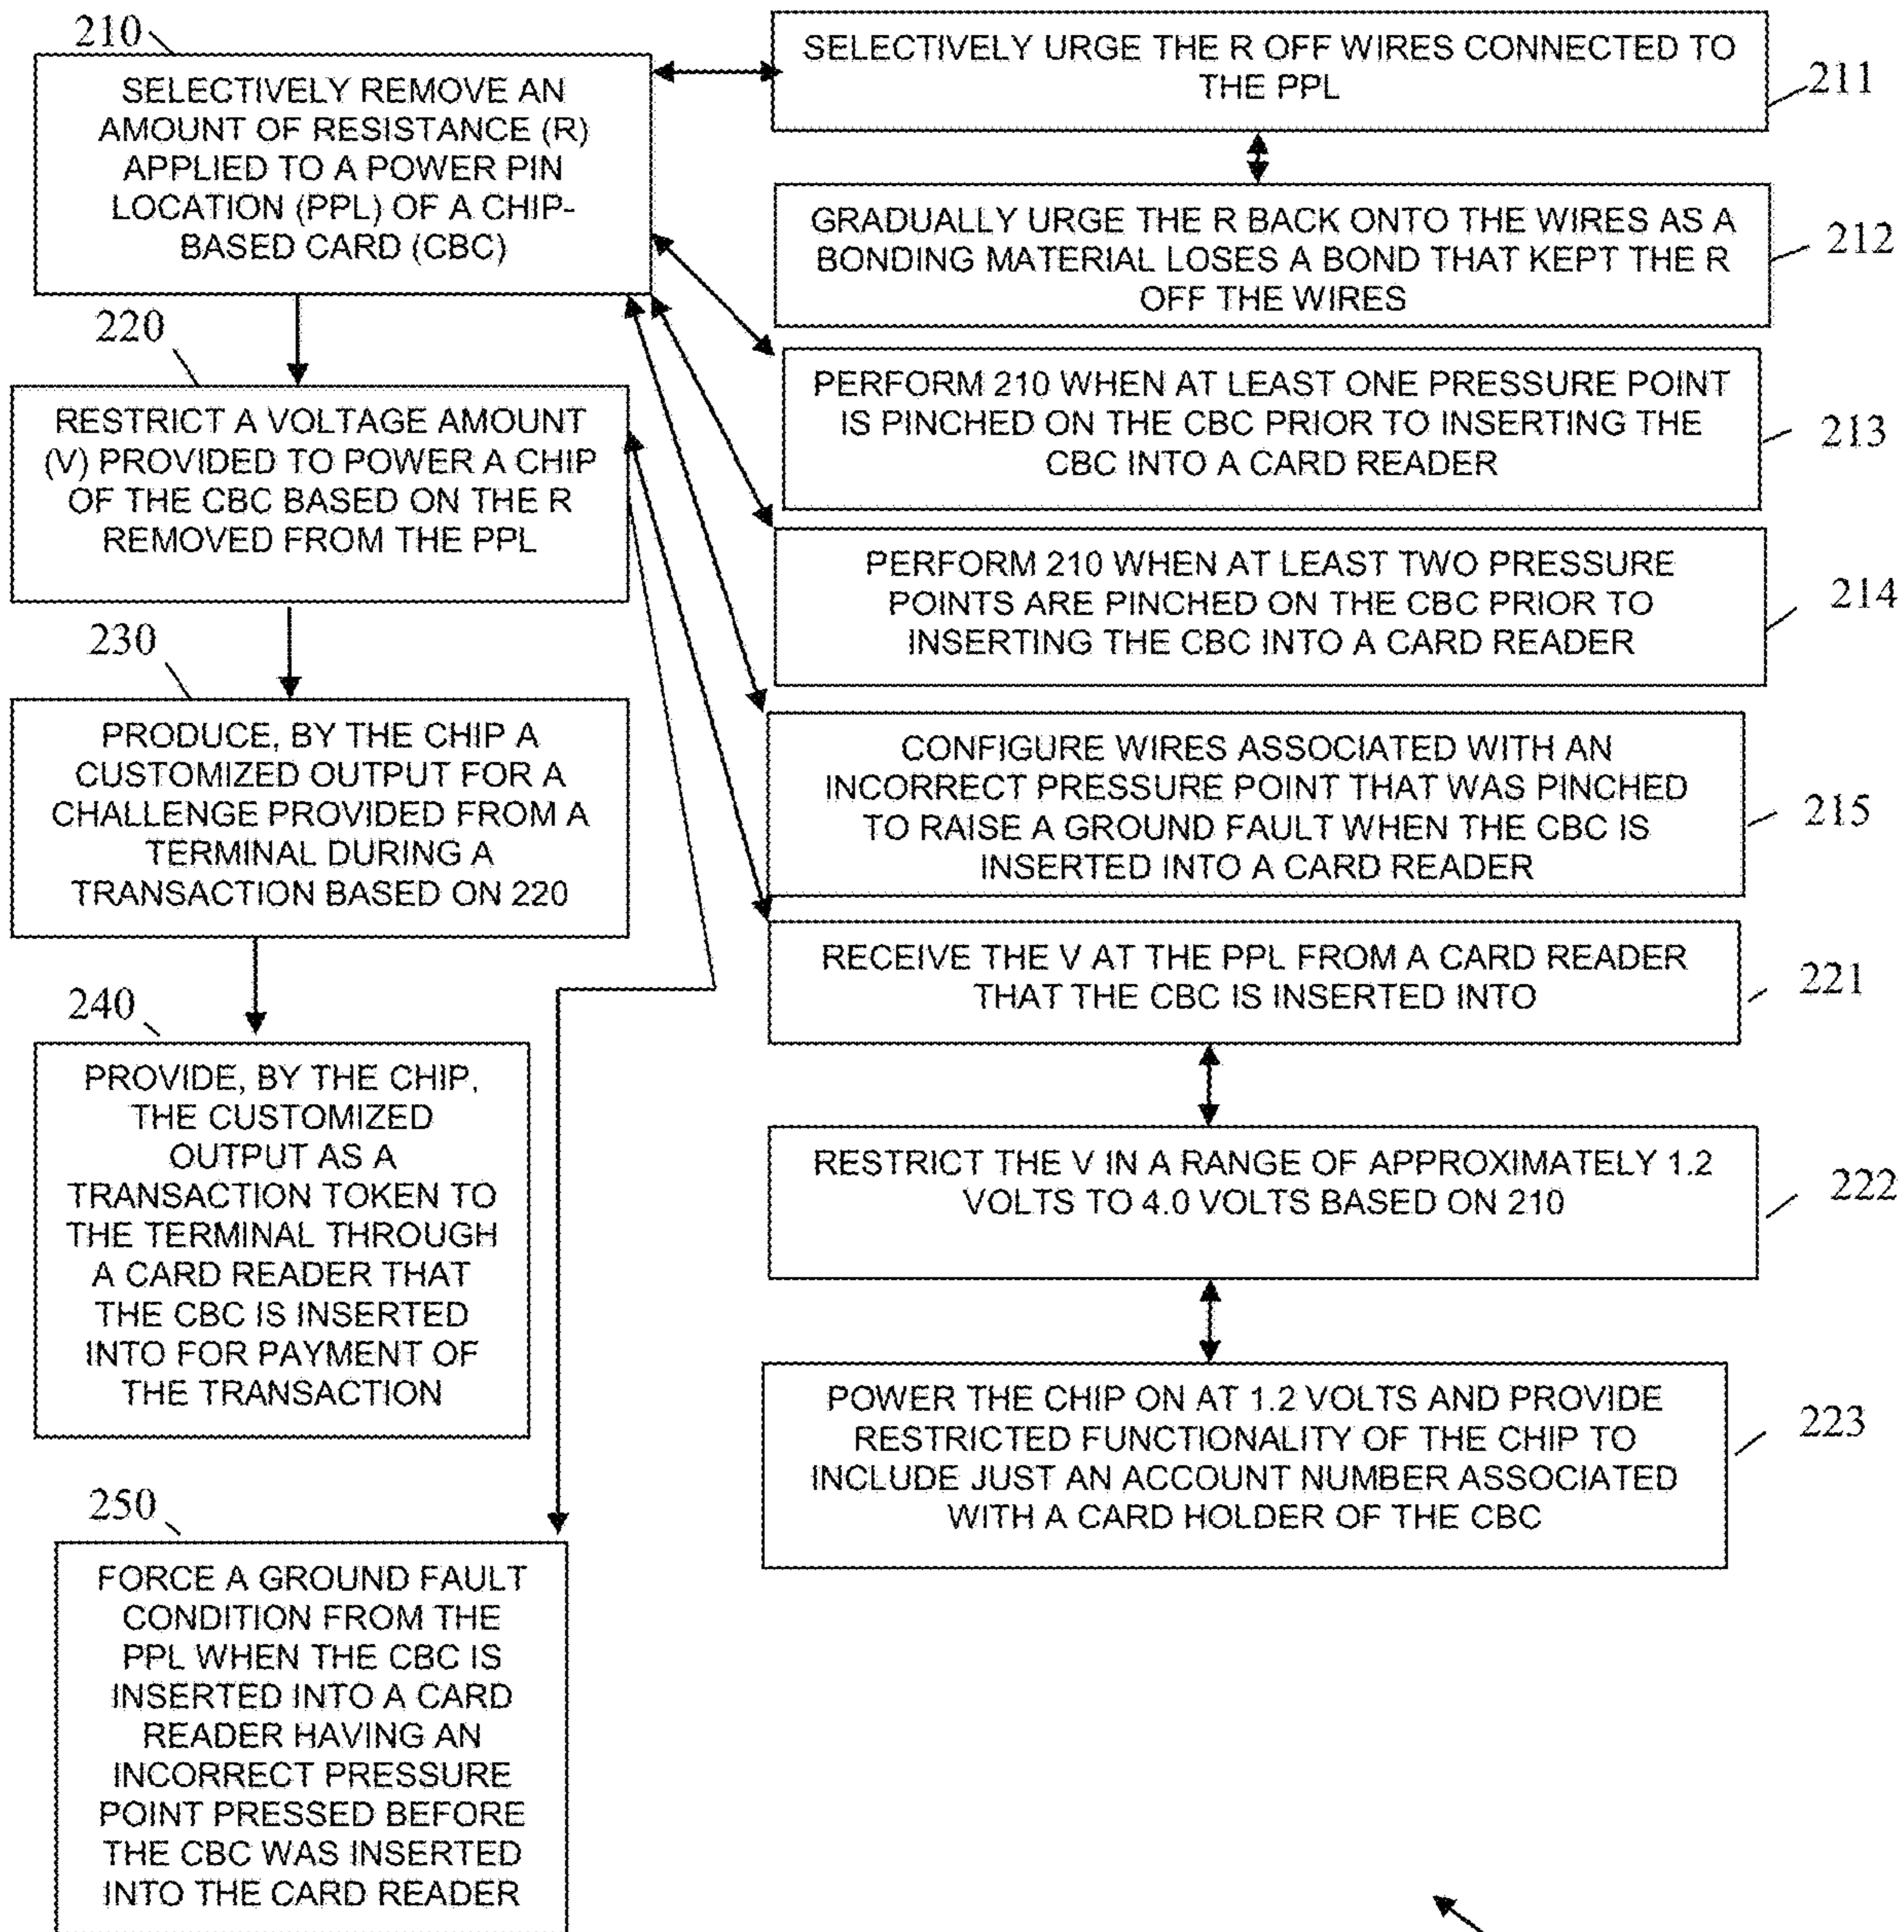 210
SELECTIVELY REMOVE AN
AMOUNT OF RESISTANCE (R)
APPLIED TO A POWER PIN
LOCATION (PPL) OF A CHIP-
BASED CARD (CBC)
220
RESTRICT A VOLTAGE AMOUNT
(V) PROVIDED TO POWER A CHIP
OF THE CBC BASED ON THE R
REMOVED FROM THE PPL
230
PRODUCE, BY THE CHIP A
CUSTOMIZED OUTPUT FOR A
CHALLENGE PROVIDED FROM A
TERMINAL DURING A
TRANSACTION BASED ON 220
240
PROVIDE, BY THE CHIP,
THE CUSTOMIZED
OUTPUT AS A
TRANSACTION TOKEN TO
THE TERMINAL THROUGH
A CARD READER THAT
THE CBC IS INSERTED
INTO FOR PAYMENT OF
THE TRANSACTION
250
FORCE A GROUND FAULT
CONDITION FROM THE
PPL WHEN THE CBC IS
INSERTED INTO A CARD
READER HAVING AN
INCORRECT PRESSURE
POINT PRESSED BEFORE
THE CBC WAS INSERTED
INTO THE CARD READER
SELECTIVELY URGE THE R OFF WIRES CONNECTED TO
THE PPL
211
GRADUALLY URGE THE R BACK ONTO THE WIRES AS A
BONDING MATERIAL LOSES A BOND THAT KEPT THE R
OFF THE WIRES
212
PERFORM 210 WHEN AT LEAST ONE PRESSURE POINT
IS PINCHED ON THE CBC PRIOR TO INSERTING THE
CBC INTO A CARD READER
213
PERFORM 210 WHEN AT LEAST TWO PRESSURE
POINTS ARE PINCHED ON THE CBC PRIOR TO
INSERTING THE CBC INTO A CARD READER
214
CONFIGURE WIRES ASSOCIATED WITH AN
INCORRECT PRESSURE POINT THAT WAS PINCHED
TO RAISE A GROUND FAULT WHEN THE CBC IS
INSERTED INTO A CARD READER
215
RECEIVE THE V AT THE PPL FROM A CARD READER
THAT THE CBC IS INSERTED INTO
221
RESTRICT THE V IN A RANGE OF APPROXIMATELY 1.2
VOLTS TO 4.0 VOLTS BASED ON 210
222
POWER THE CHIP ON AT 1.2 VOLTS AND PROVIDE
RESTRICTED FUNCTIONALITY OF THE CHIP TO
INCLUDE JUST AN ACCOUNT NUMBER ASSOCIATED
WITH A CARD HOLDER OF THE CBC
223